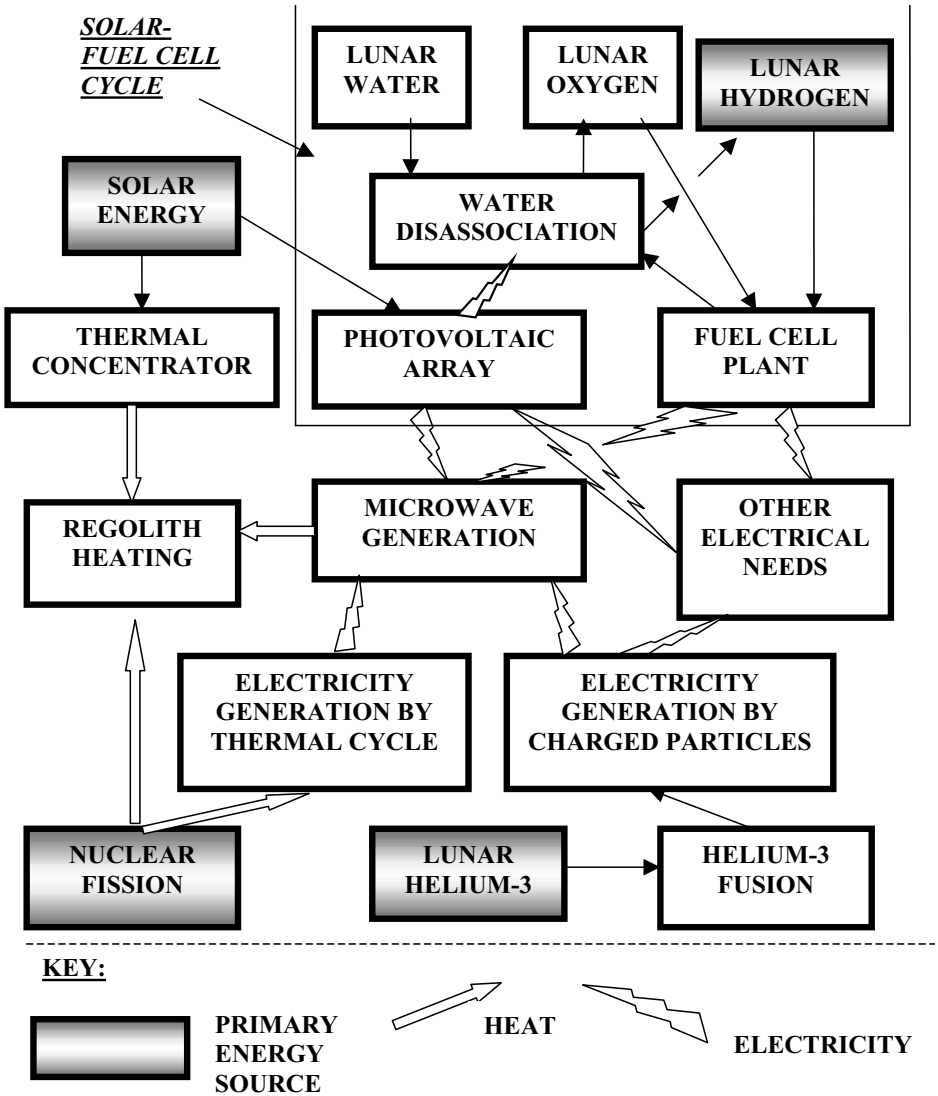 SOLAR-
FUEL CELL
CYCLE
LUNAR
WATER
LUNAR
OXYGEN
LUNAR
HYDROGEN
SOLAR
ENERGY
WATER
DISASSOCIATION
THERMAL
CONCENTRATOR
PHOTOVOLTAIC
ARRAY
FUEL CELL
PLANT
REGOLITH
HEATING
MICROWAVE
GENERATION
OTHER
ELECTRICAL
NEEDS
ELECTRICITY
GENERATION BY
THERMAL CYCLE
ELECTRICITY
GENERATION BY
CHARGED PARTICLES
NUCLEAR
FISSION
LUNAR
HELIUM-3
HELIUM-3
FUSION
KEY:
PRIMARY
ENERGY
SOURCE
HEAT
ELECTRICITY